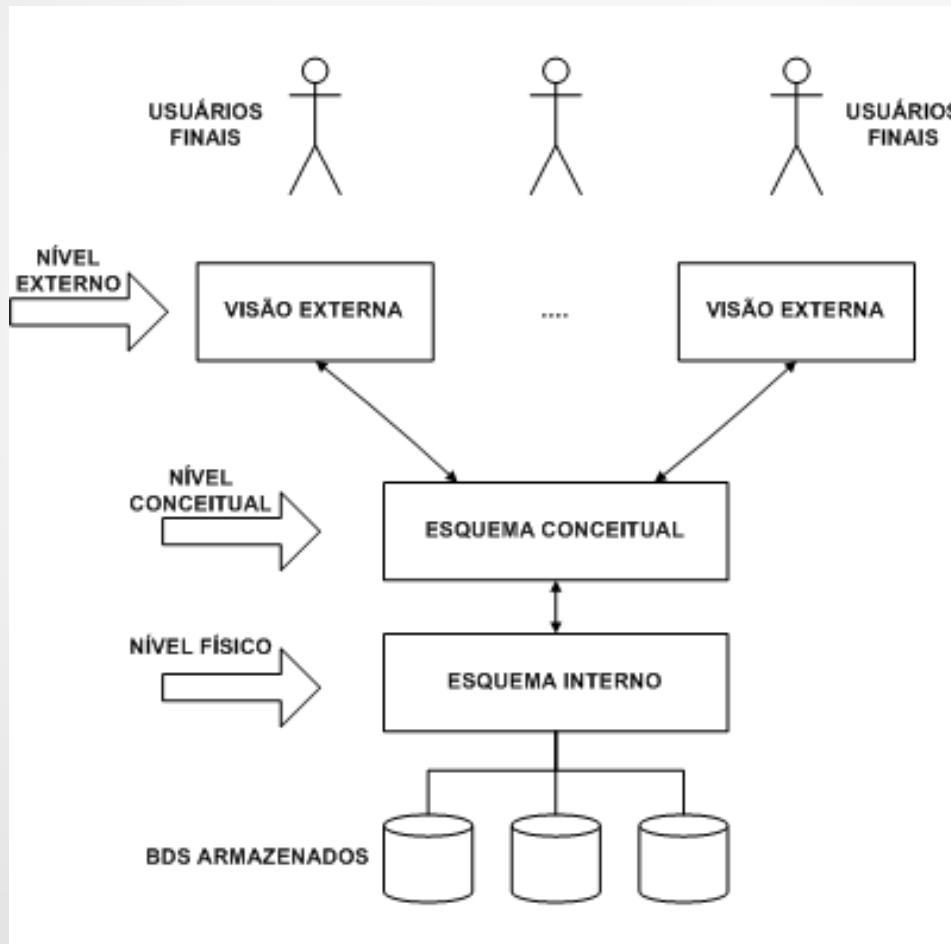 USUÁRIOS
FINAIS
USUÁRIOS
FINAIS
NÍVEL
EXTERNO
VISÃO EXTERNA
....
VISÃO EXTERNA
NÍVEL
CONCEITUAL
ESQUEMA CONCEITUAL
NÍVEL FÍSICO
ESQUEMA INTERNO
BDS ARMAZENADOS